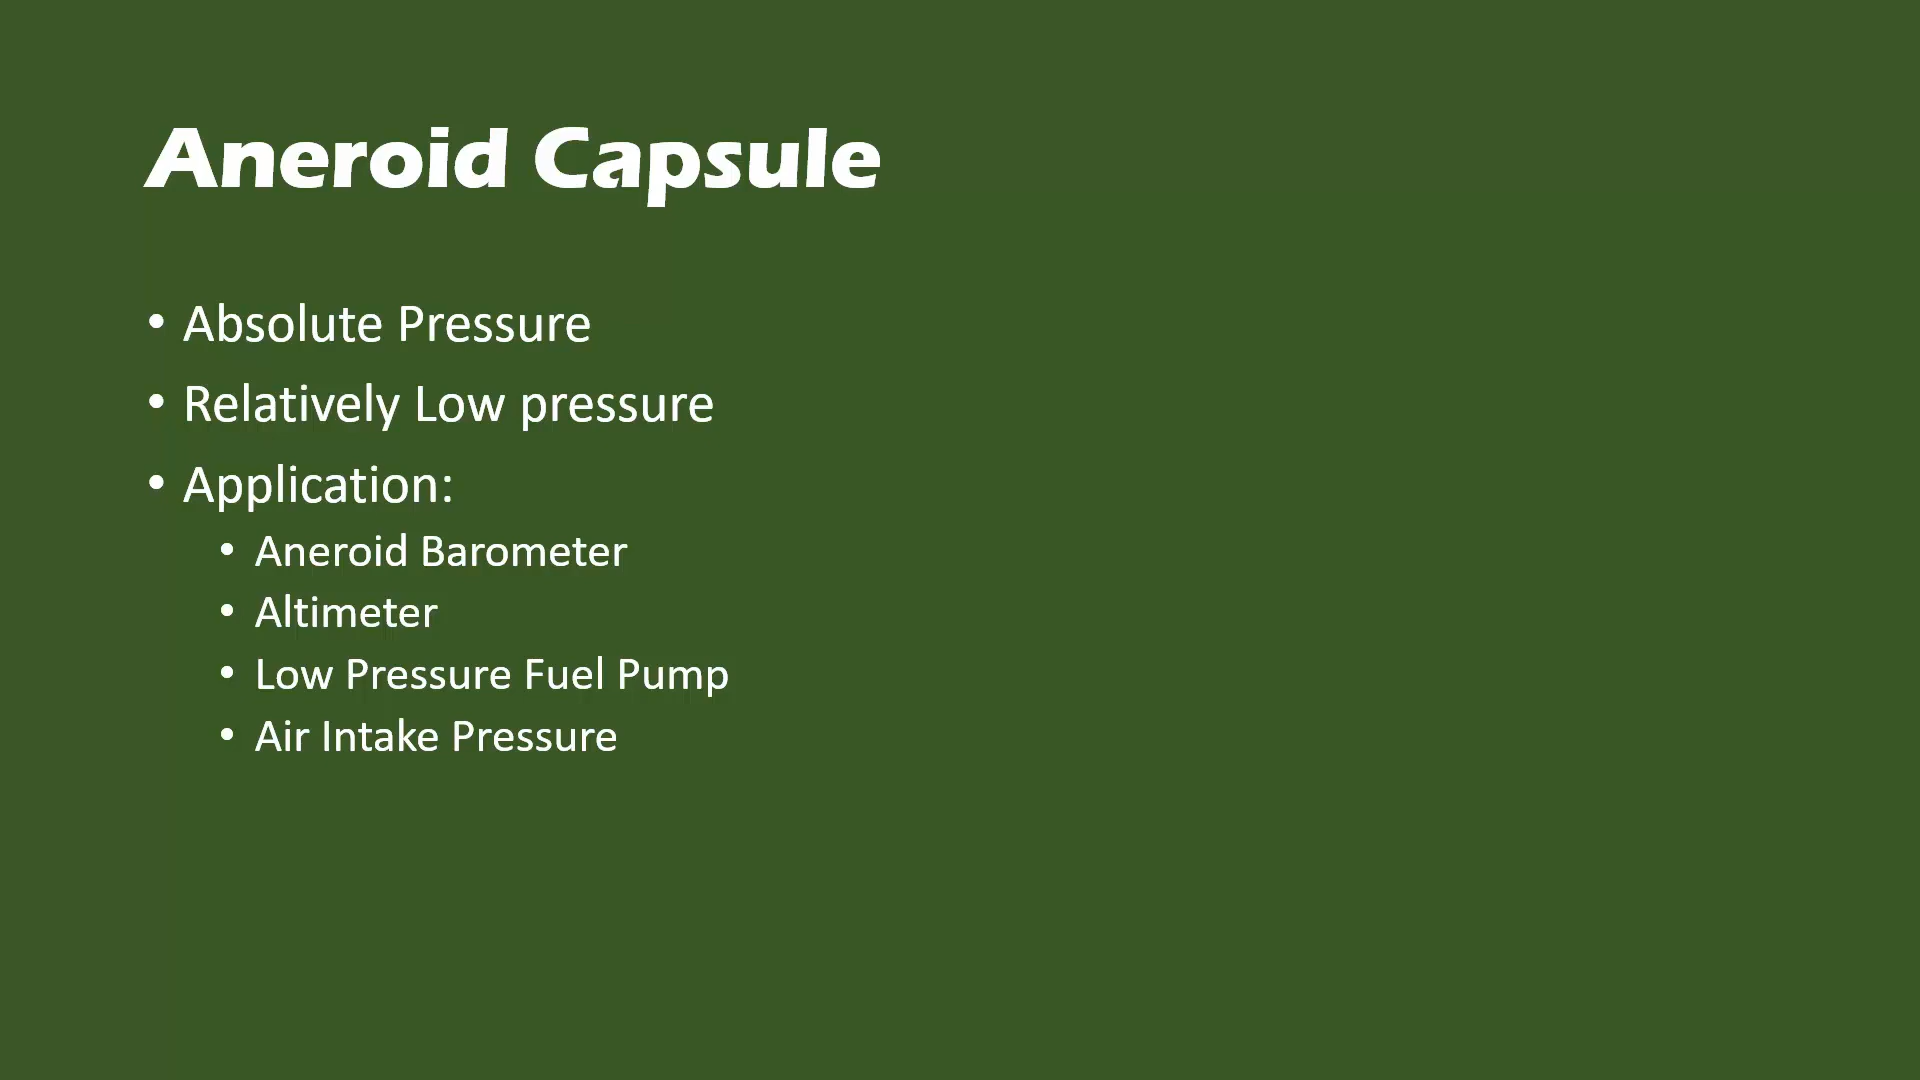 Aneroid Capsule
• Absolute Pressure
• Relatively Low pressure
• Application:
• Aneroid Barometer
• Altimeter
• Low Pressure Fuel Pump
• Air Intake Pressure